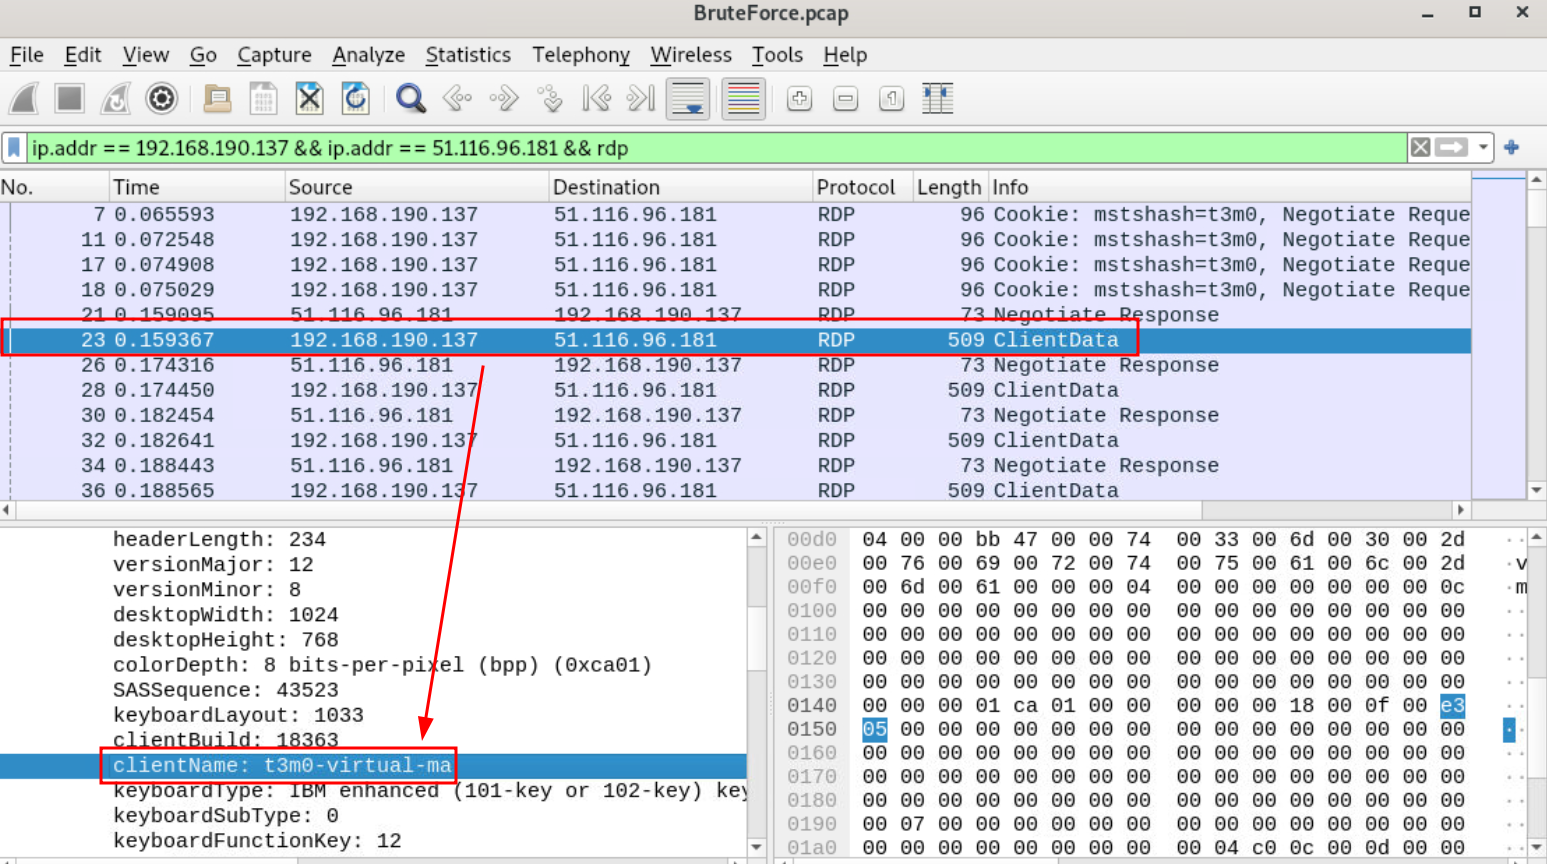 BruteForce.pcap
File Edit View Go Capture Analyze Statistics Telephony Wireless Tools Help
ip.addr == 192.168.190.137 && ip.addr == 51.116.96.181 && rdp
No. Time Source Destination Protocol Length Info
7 0.065593 192.168.190.137 51.116.96.181 RDP 96 Cookie: mstshash=t3m0, Negotiate Reque
11 0.072548 192.168.190.137 51.116.96.181 RDP 96 Cookie: mstshash=t3m0, Negotiate Reque
17 0.074908 192.168.190.137 51.116.96.181 RDP 96 Cookie: mstshash=t3m0, Negotiate Reque
18 0.075029 192.168.190.137 51.116.96.181 RDP 96 Cookie: mstshash=t3m0, Negotiate Reque
21 0.159095 51.116.96.181 192.168.190.137 RDP 73 Negotiate Response
23 0.159367 192.168.190.137 51.116.96.181 RDP 509 ClientData
26 0.174316 51.116.96.181 192.168.190.137 RDP 73 Negotiate Response
28 0.174450 192.168.190.137 51.116.96.181 RDP 509 ClientData
30 0.182454 51.116.96.181 192.168.190.137 RDP 73 Negotiate Response
32 0.182641 192.168.190.137 51.116.96.181 RDP 509 ClientData
34 0.188443 51.116.96.181 192.168.190.137 RDP 73 Negotiate Response
36 0.188565 192.168.190.137 51.116.96.181 RDP 509 ClientData
headerLength: 234
versionMajor: 12
versionMinor: 8
desktopWidth: 1024
desktopHeight: 768
colorDepth: 8 bits-per-pixel (bpp) (0xca01)
SASSequence: 43523
keyboardLayout: 1033
clientBuild: 18363
clientName: t3m0-virtual-ma
keyboardType: IBM enhanced (101-key or 102-key) key
keyboardSubType: 0
keyboardFunctionKey: 12
00d0 04 00 00 bb 47 00 00 74 00 33 00 6d 00 30 00 2d ··
00e0 00 76 00 69 00 72 00 74 00 75 00 61 00 6c 00 2d ·v
00f0 00 6d 00 61 00 00 00 04 00 00 00 00 00 00 00 0c ·m
0100 00 00 00 00 00 00 00 00 00 00 00 00 00 00 00 00 ··
0110 00 00 00 00 00 00 00 00 00 00 00 00 00 00 00 00 ··
0120 00 00 00 00 00 00 00 00 00 00 00 00 00 00 00 00 ··
0130 00 00 00 00 00 00 00 00 00 00 00 00 00 00 00 00 ··
0140 00 00 00 01 ca 01 00 00 00 00 00 18 00 0f 00 e3 ··
0150 05 00 00 00 00 00 00 00 00 00 00 00 00 00 00 00 ·
0160 00 00 00 00 00 00 00 00 00 00 00 00 00 00 00 00 ··
0170 00 00 00 00 00 00 00 00 00 00 00 00 00 00 00 00 ··
0180 00 00 00 00 00 00 00 00 00 00 00 00 00 00 00 00 ··
0190 00 07 00 00 00 00 00 00 00 00 00 00 00 00 00 00 ··
01a0 00 00 00 00 00 00 00 00 00 04 c0 0c 00 0d 00 00 ··